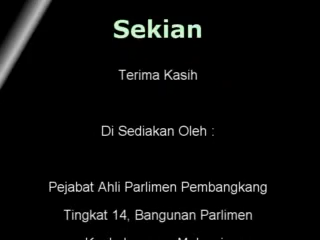 Sekian
Terima Kasih
Di Sediakan Oleh :
Pejabat Ahli Parlimen Pembangkang
Tingkat 14, Bangunan Parlimen